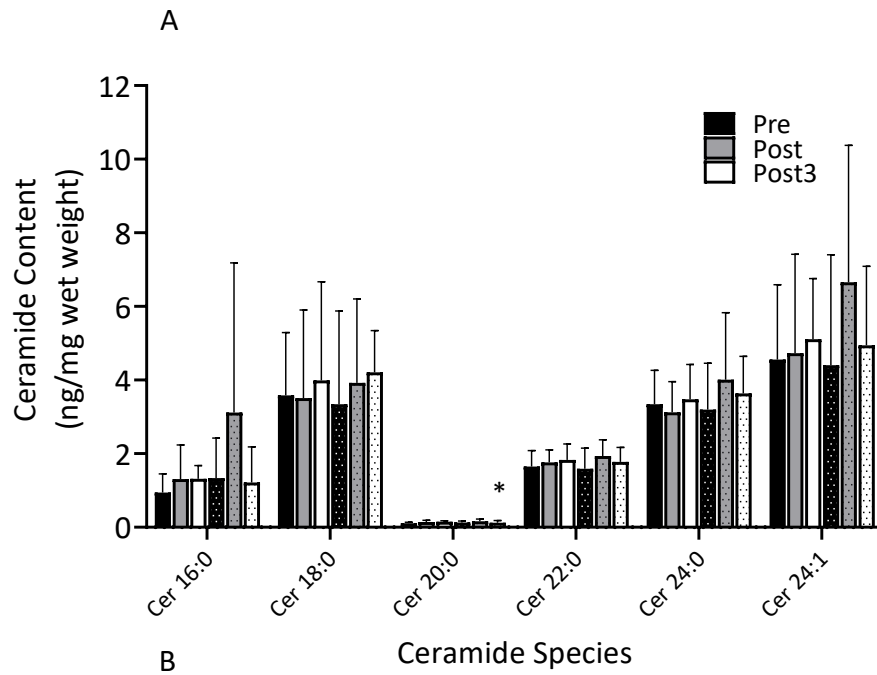 A
12
10
8
6
4
2
0
Ceramide Content
(ng/mg wet weight)
Pre
Post
Post3
*
Cer 16:0
Cer 18:0
Cer 20:0
Cer 22:0
Cer 24:0
Cer 24:1
Ceramide Species
B